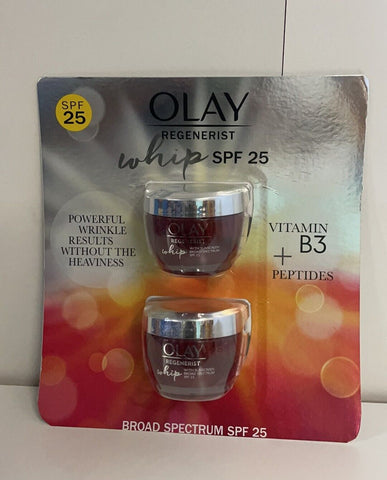 SPF
25
OLAY
REGENERIST
whip SPF 25
POWERFUL
WRINKLE
RESULTS
WITHOUT THE
HEAVINESS
VITAMIN
B3
+
PEPTIDES
OLAY
REGENERIST
whip
OLAY
REGENERIST
whip
BROAD SPECTRUM SPF 25